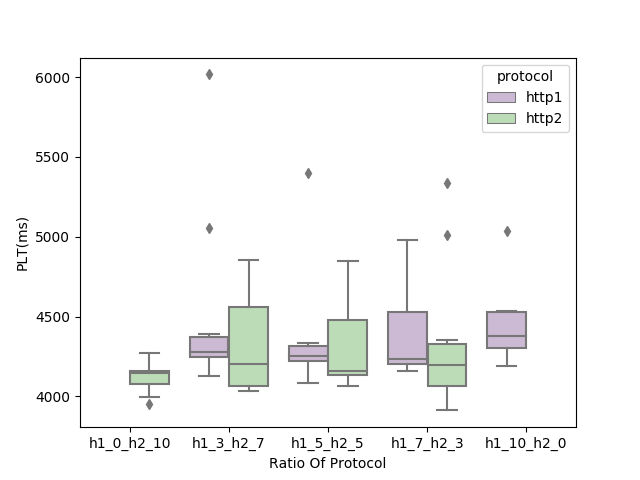 6000
5500
5000
4500
4000
PLT(ms)
protocol
http1
http2
h1_0_h2_10 h1_3_h2_7 h1_5_h2_5 h1_7_h2_3 h1_10_h2_0
Ratio Of Protocol